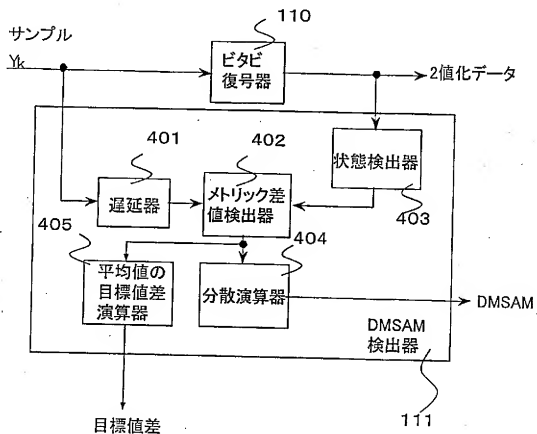 サンプル
Yk
110
ビタビ
復号器
2値化データ
401
402
状態検出器
遅延器
メトリック差
値検出器
403
405
404
平均値の
目標値差
演算器
分散演算器
DMSAM
DMSAM
検出器
目標値差
111